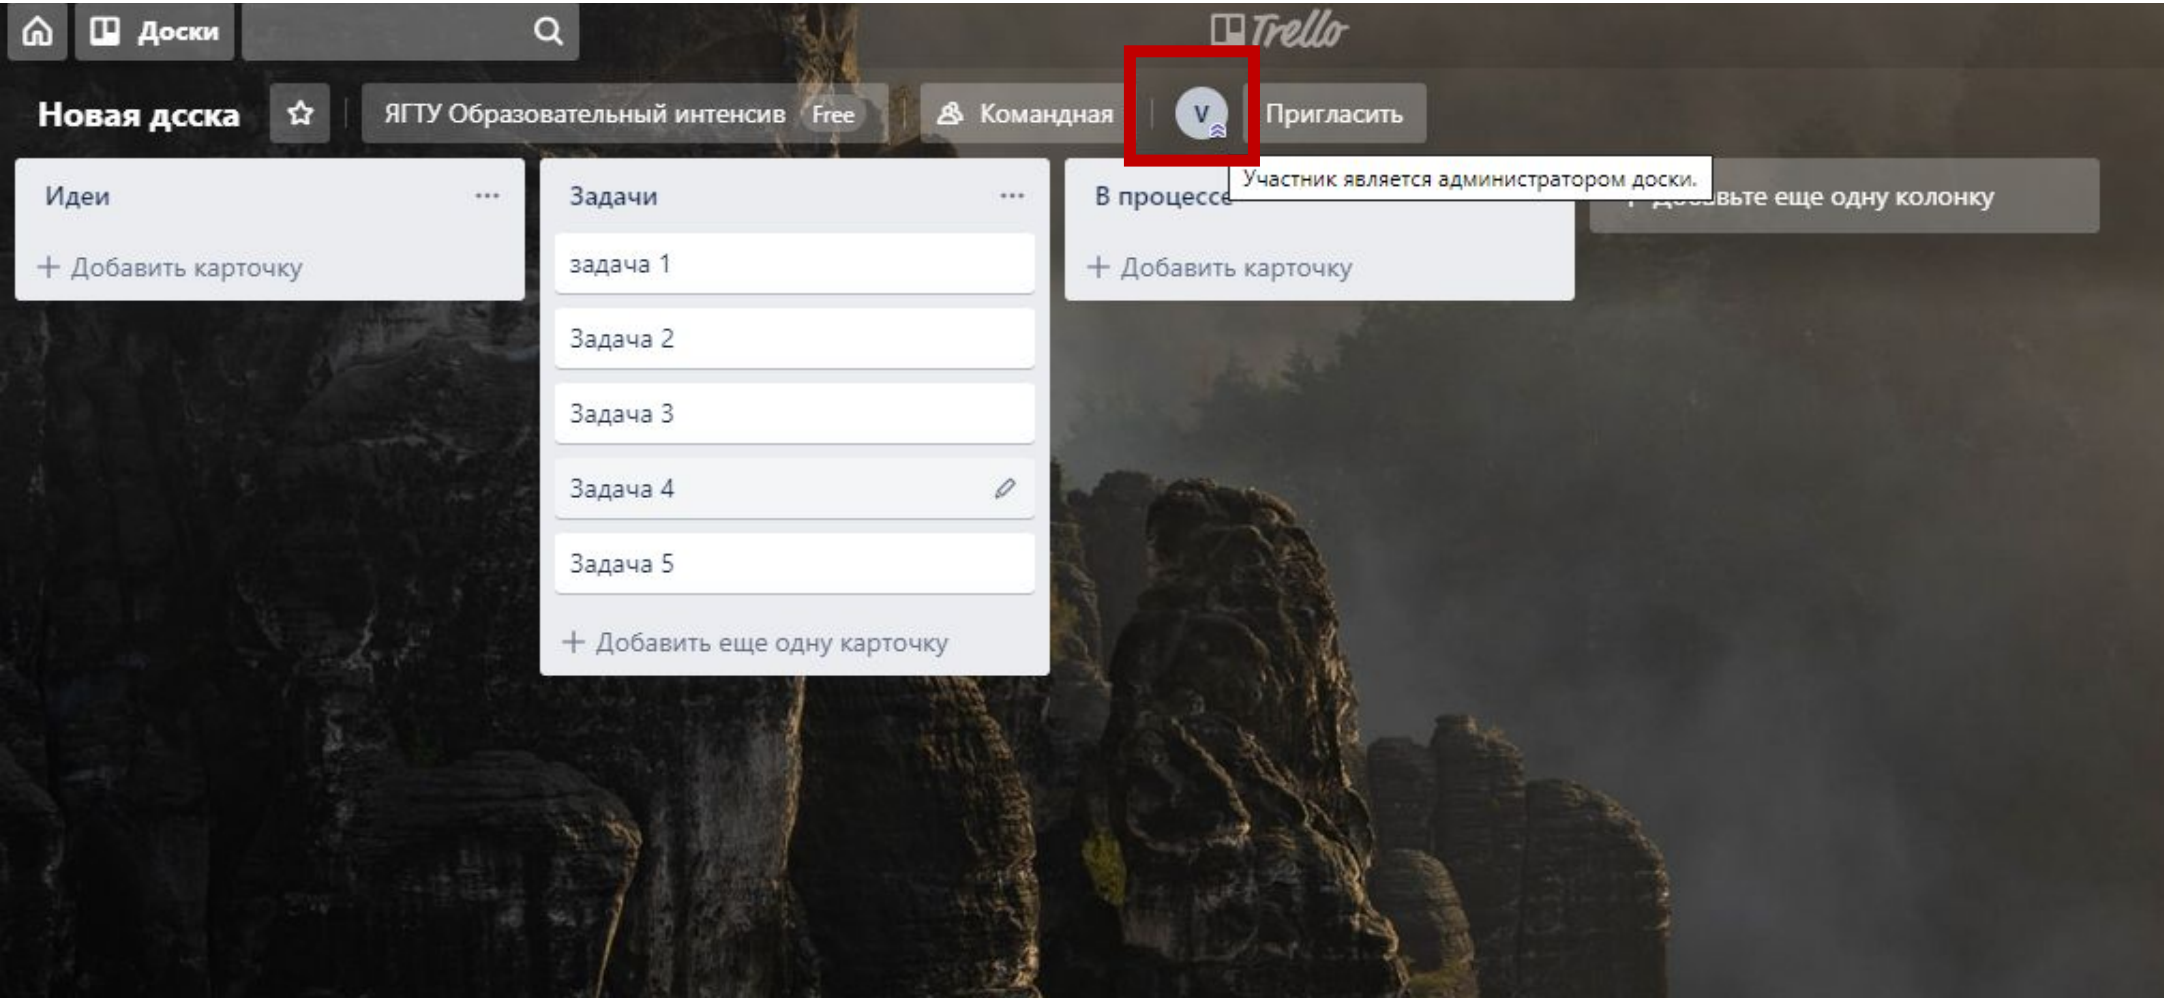 Доски
Trello
Новая дсска
ЯГТУ Образовательный интенсив Free
Командная
V
Пригласить
Участник является администратором доски.
Идеи
+ Добавить карточку
Задачи
задача 1
Задача 2
Задача 3
Задача 4
Задача 5
+ Добавить еще одну карточку
В процессе
+ Добавить карточку
еще одну колонку